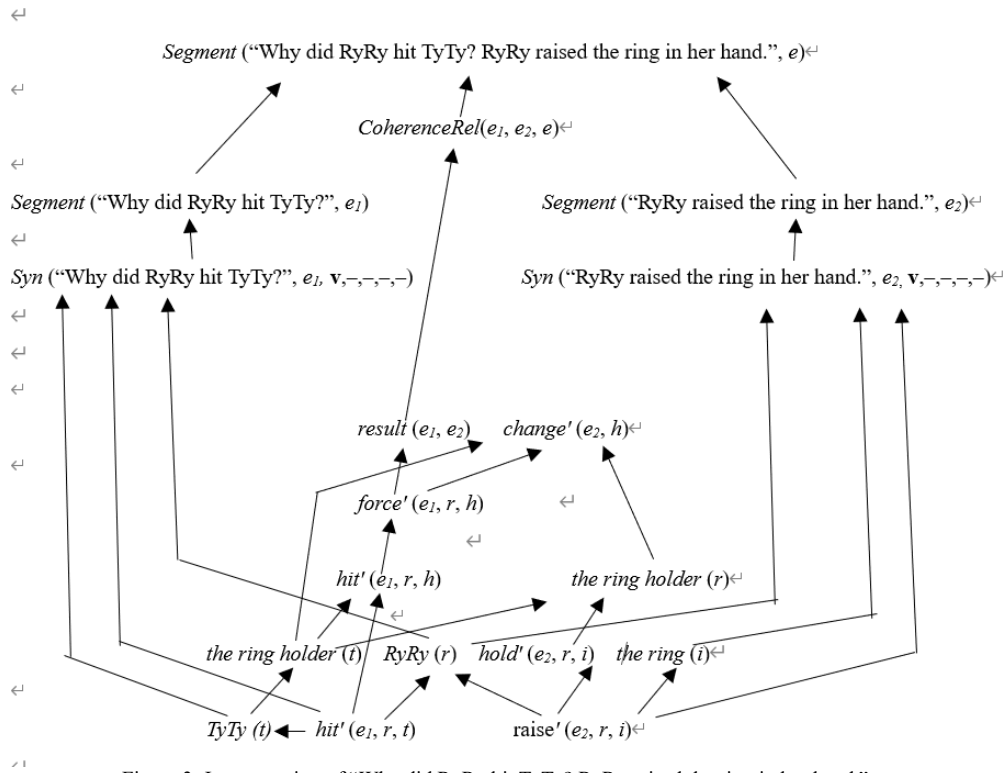 Segment (“Why did RyRy hit TyTy? RyRy raised the ring in her hand.”, e)↵
CoherenceRel(e₁, e₂, e)↵
Segment (“Why did RyRy hit TyTy?”, e₁) Segment (“RyRy raised the ring in her hand.”, e₂)↵
Syn (“Why did RyRy hit TyTy?”, e₁, v,–,–,–,–) Syn (“RyRy raised the ring in her hand.”, e₂, v,–,–,–,–)↵
result (e₁, e₂) change' (e₂, h)↵
force' (e₁, r, h)
hit' (e₁, r, h) the ring holder (r)↵
the ring holder (t) RyRy (r) hold' (e₂, r, i) the ring (i)↵
TyTy (t) hit' (e₁, r, t) raise' (e₂, r, i)↵